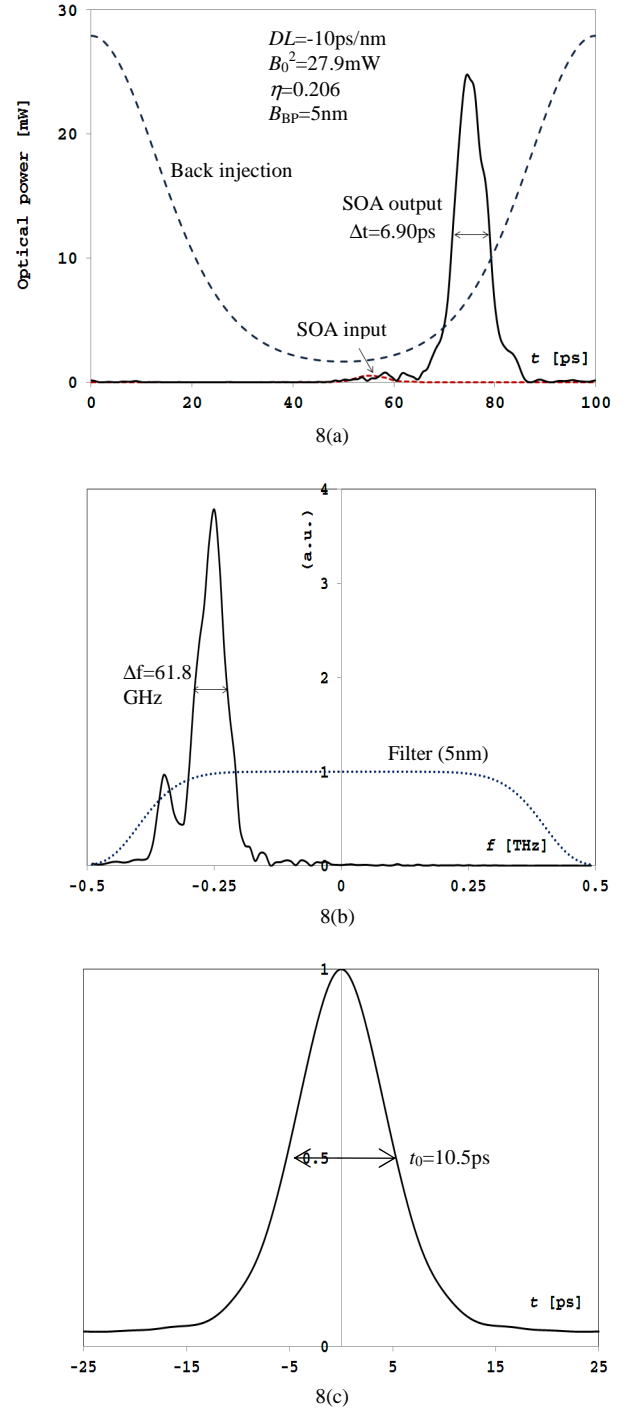 30
20
10
0
Optical power [mW]
DL=-10ps/nm
B₀²=27.9mW
η=0.206
B_BP=5nm
Back injection
SOA output
Δt=6.90ps
SOA input
t [ps]
0 20 40 60 80 100
8(a)
4
3
2
1
0
(a.u.)
Δf=61.8
GHz
Filter (5nm)
f [THz]
-0.5 -0.25 0 0.25 0.5
8(b)
1
0.5
t₀=10.5ps
t [ps]
0
-25 -15 -5 5 15 25
8(c)